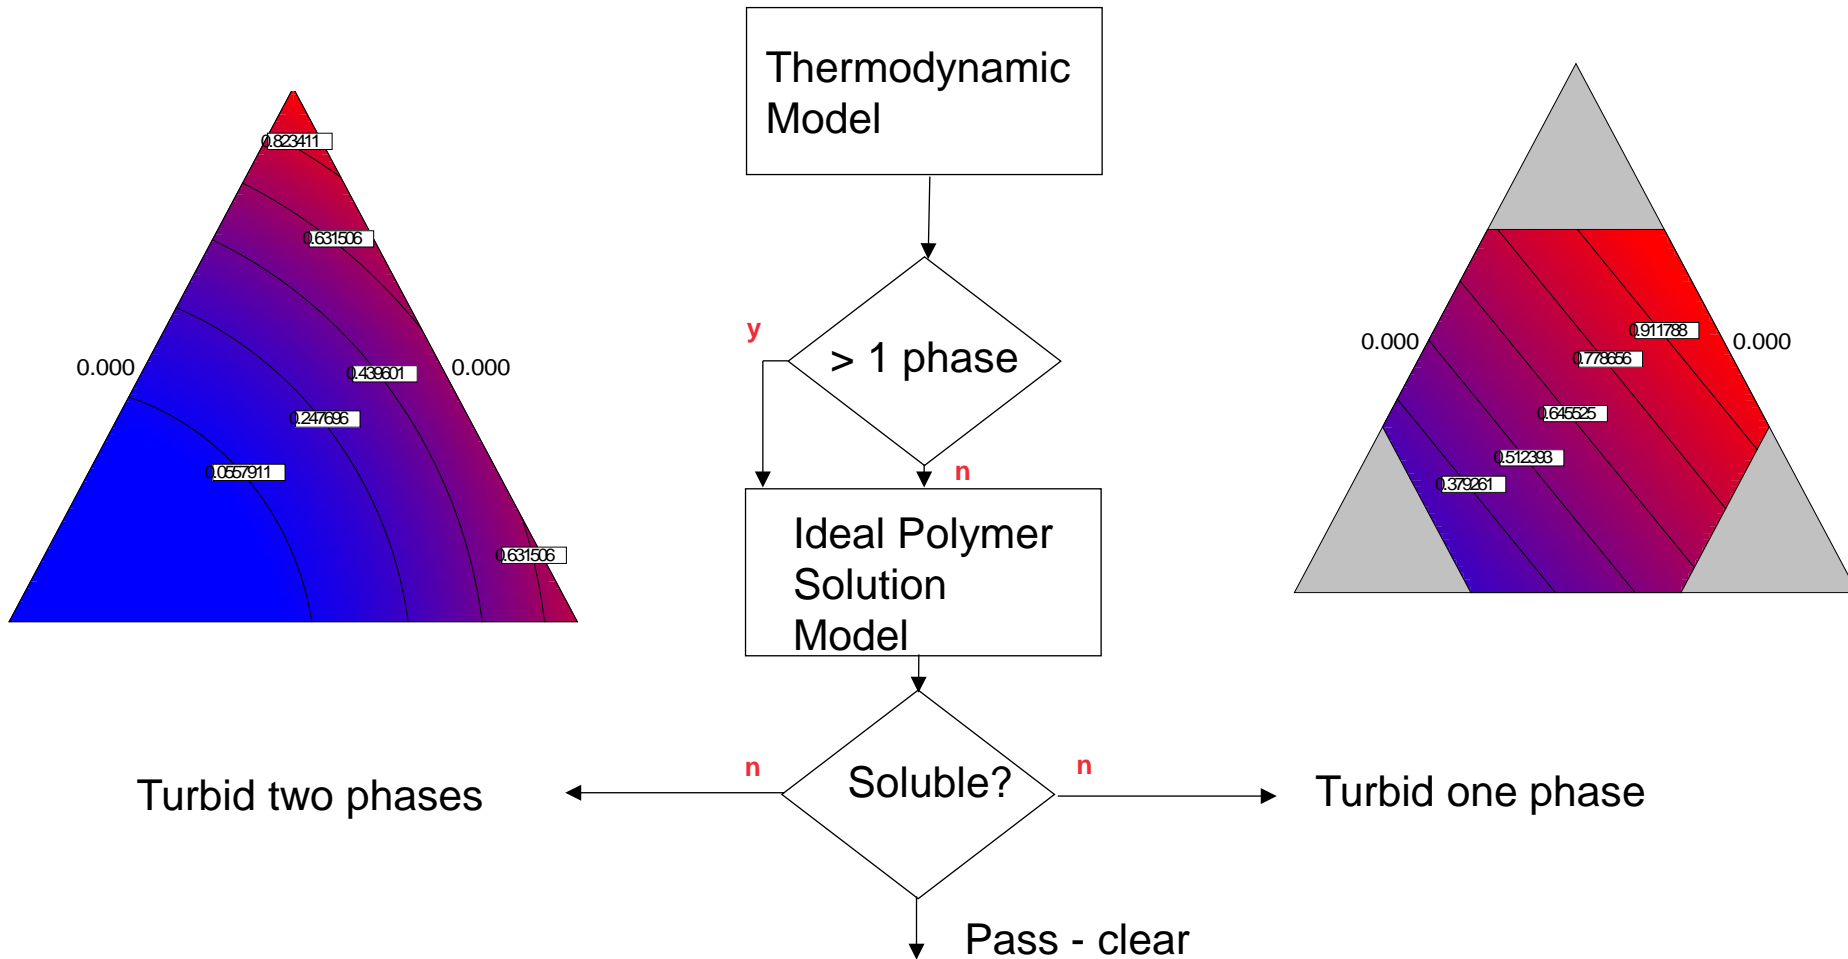 Thermodynamic
Model
0.823411
0.631506
0.439601
0.247696
0.0557911
0.631506
0.000
0.000
y
> 1 phase
n
0.911788
0.778656
0.645525
0.512393
0.379261
0.000
0.000
Ideal Polymer
Solution
Model
n
Soluble?
n
Turbid two phases
Turbid one phase
Pass - clear